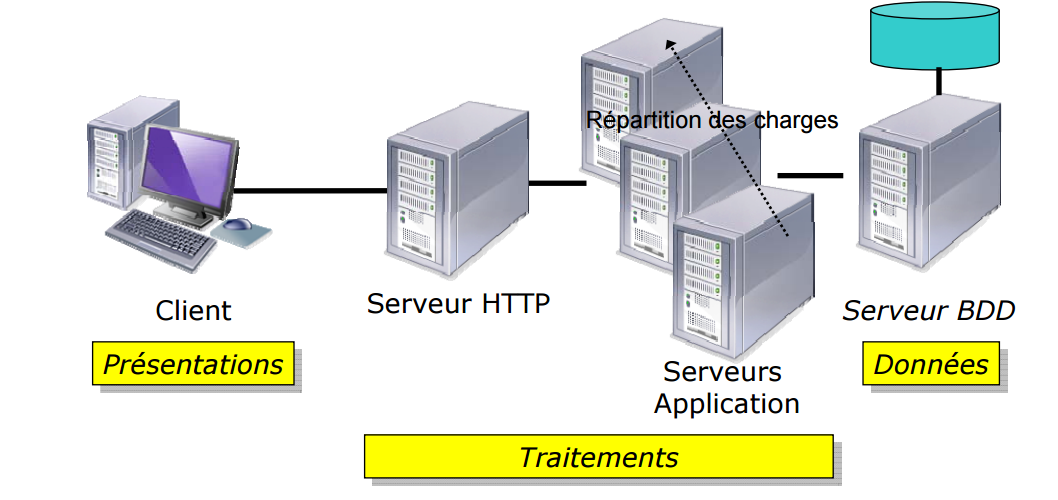 Répartition des charges
Client
Serveur HTTP
Serveurs
Application
Serveur BDD
Présentations
Traitements
Données